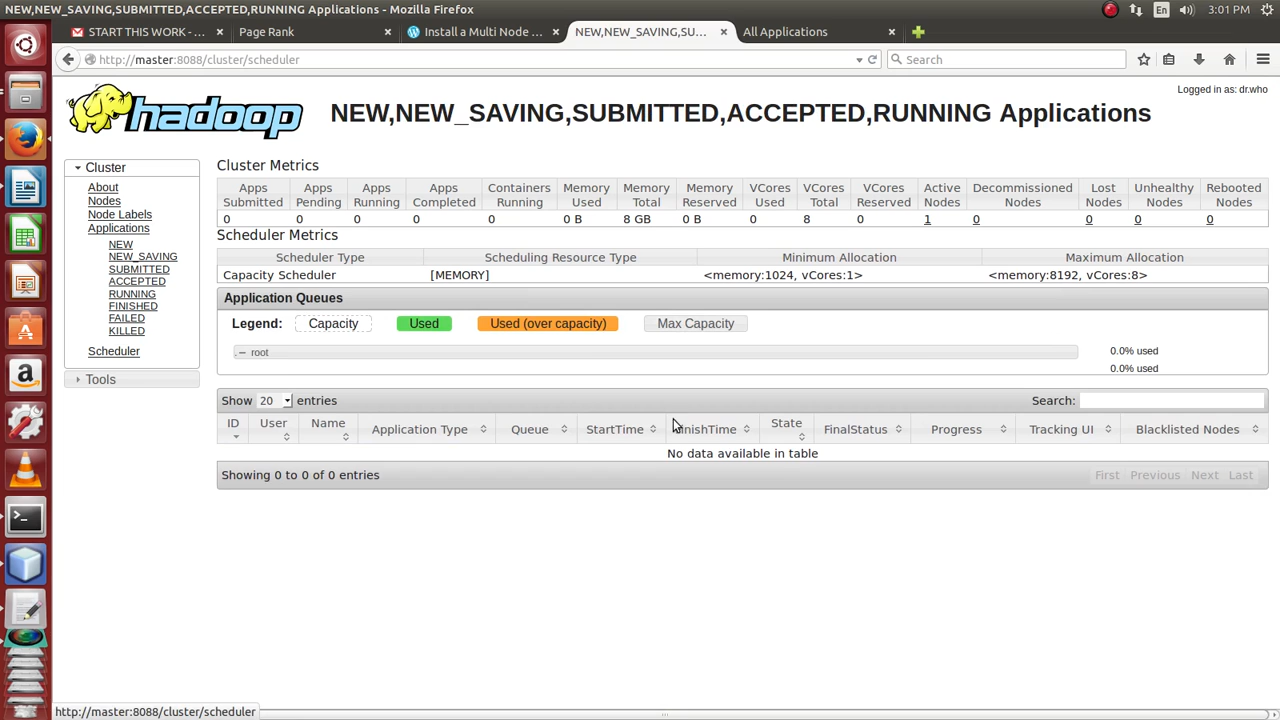 NEW,NEW_SAVING,SUBMITTED,ACCEPTED,RUNNING Applications - Mozilla Firefox
En 3:01 PM
START THIS WORK - ... × Page Rank × Install a Multi Node ... × NEW,NEW_SAVING,SU... × All Applications ×
http://master:8088/cluster/scheduler Search
Logged in as: dr.who
hadoop
NEW,NEW_SAVING,SUBMITTED,ACCEPTED,RUNNING Applications
Cluster
About
Nodes
Node Labels
Applications
NEW
NEW_SAVING
SUBMITTED
ACCEPTED
RUNNING
FINISHED
FAILED
KILLED
Scheduler
Tools
Cluster Metrics
Apps Submitted Apps Pending Apps Running Apps Completed Containers Running Memory Used Memory Total Memory Reserved VCores Used VCores Total VCores Reserved Active Nodes Decommissioned Nodes Lost Nodes Unhealthy Nodes Rebooted Nodes
0 0 0 0 0 0 B 8 GB 0 B 0 8 0 1 0 0 0 0
Scheduler Metrics
Scheduler Type Scheduling Resource Type Minimum Allocation Maximum Allocation
Capacity Scheduler [MEMORY] <memory:1024, vCores:1> <memory:8192, vCores:8>
Application Queues
Legend: Capacity Used Used (over capacity) Max Capacity
root 0.0% used
0.0% used
Show 20 entries Search:
ID User Name Application Type Queue StartTime FinishTime State FinalStatus Progress Tracking UI Blacklisted Nodes
No data available in table
Showing 0 to 0 of 0 entries First Previous Next Last
http://master:8088/cluster/scheduler